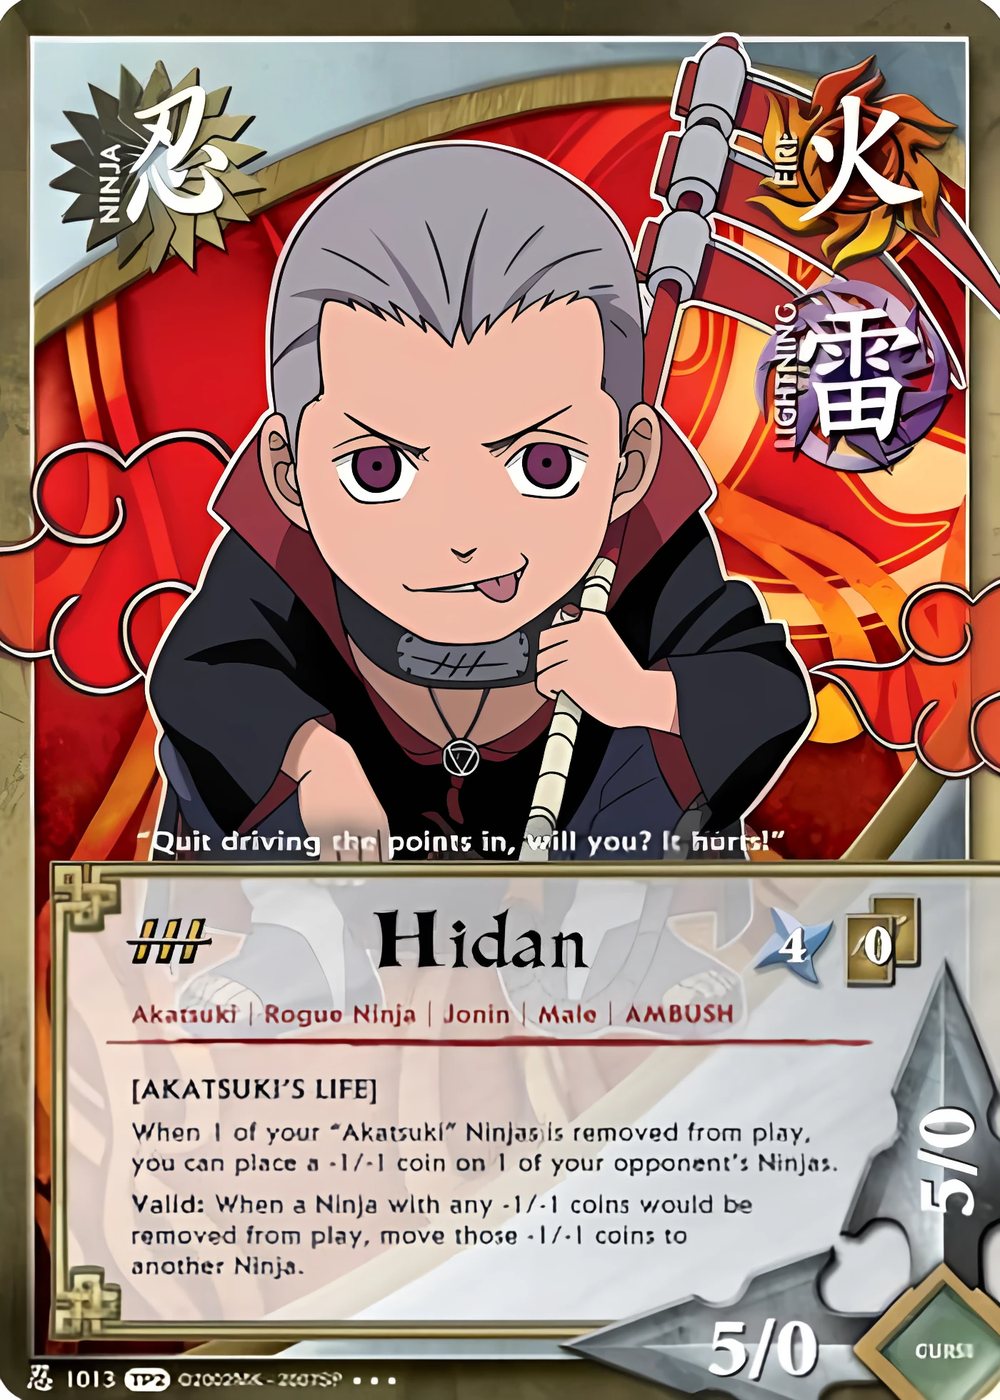 NINJA 忍
FIRE 火
LIGHTNING 雷
"Quit driving the points in, will you? It hurts!"
Hidan
4
0
Akatsuki | Rogue Ninja | Jonin | Male | AMBUSH
[AKATSUKI'S LIFE]
When 1 of your "Akatsuki" Ninjas is removed from play,
you can place a -1/-1 coin on 1 of your opponent's Ninjas.
Valid: When a Ninja with any -1/-1 coins would be
removed from play, move those -1/-1 coins to
another Ninja.
5/0
5/0
忍 1013 TP2